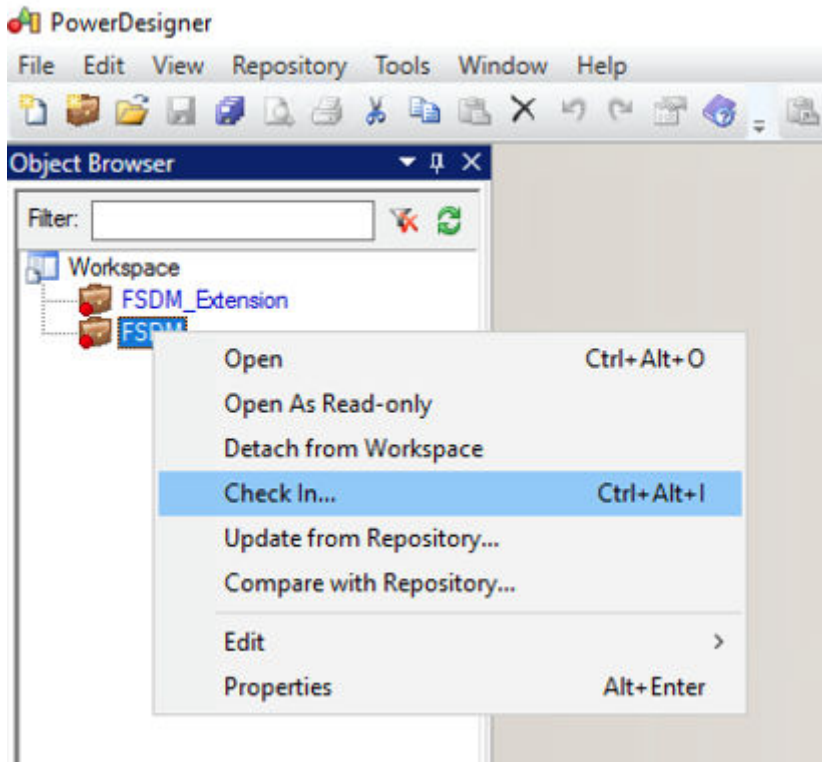 PowerDesigner
File Edit View Repository Tools Window Help
Object Browser
Filter:
Workspace
FSDM_Extension
FSDM
Open Ctrl+Alt+O
Open As Read-only
Detach from Workspace
Check In... Ctrl+Alt+I
Update from Repository...
Compare with Repository...
Edit
Properties Alt+Enter